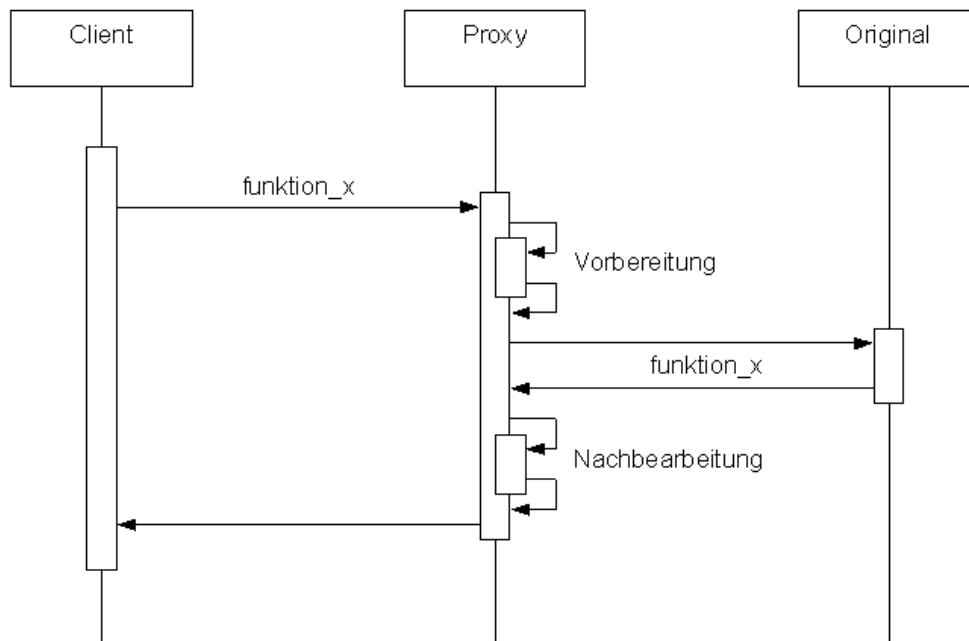 Client
Proxy
Original
funktion_x
Vorbereitung
funktion_x
Nachbearbeitung